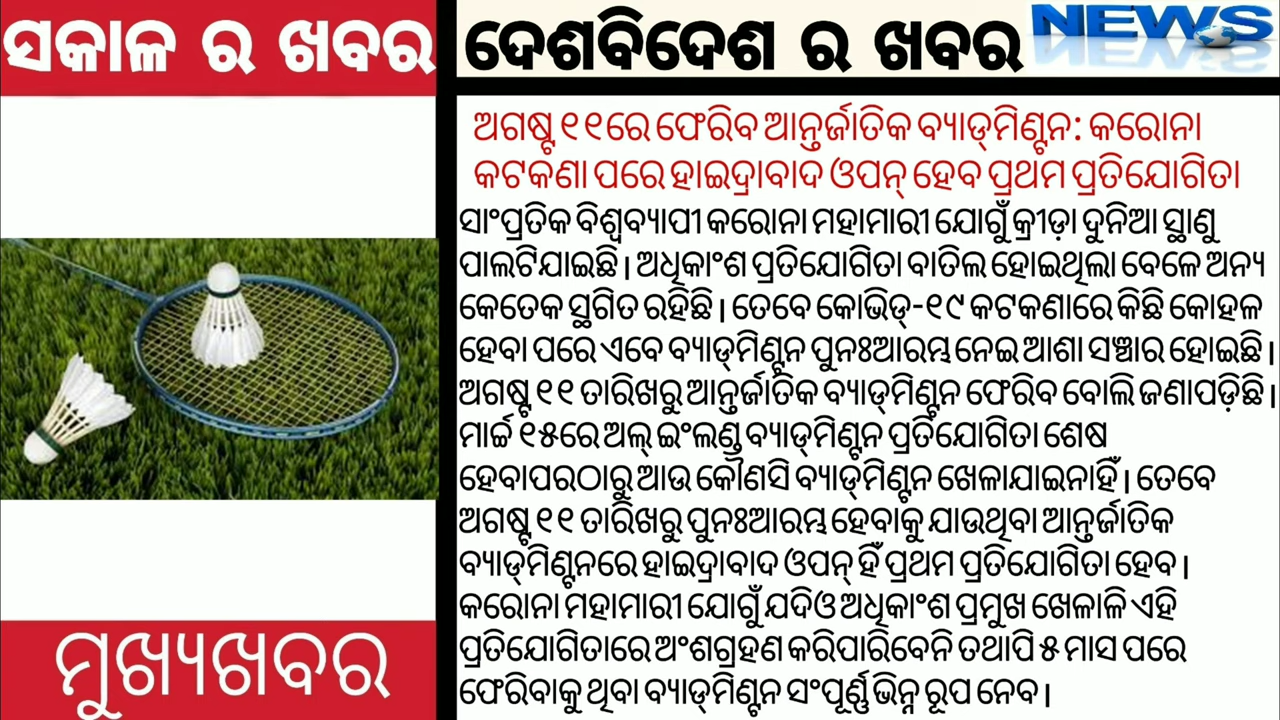 ସକାଳ ର ଖବର
ଦେଶବିଦେଶ ର ଖବର
NEWS
ଅଗଷ୍ଟ ୧୧ରେ ଫେରିବ ଆନ୍ତର୍ଜାତିକ ବ୍ୟାଡ୍‌ମିଣ୍ଟନ: କରୋନା
କଟକଣା ପରେ ହାଇଦ୍ରାବାଦ ଓପନ୍ ହେବ ପ୍ରଥମ ପ୍ରତିଯୋଗିତା
ସାଂପ୍ରତିକ ବିଶ୍ୱବ୍ୟାପୀ କରୋନା ମହାମାରୀ ଯୋଗୁଁ କ୍ରୀଡ଼ା ଦୁନିଆ ସ୍ଥାଣୁ
ପାଲଟିଯାଇଛି। ଅଧିକାଂଶ ପ୍ରତିଯୋଗିତା ବାତିଲ ହୋଇଥିଲା ବେଳେ ଅନ୍ୟ
କେତେକ ସ୍ଥଗିତ ରହିଛି। ତେବେ କୋଭିଡ୍-୧୯ କଟକଣାରେ କିଛି କୋହଳ
ହେବା ପରେ ଏବେ ବ୍ୟାଡ୍‌ମିଣ୍ଟନ ପୁନଃଆରମ୍ଭ ନେଇ ଆଶା ସଞ୍ଚାର ହୋଇଛି।
ଅଗଷ୍ଟ ୧୧ ତାରିଖରୁ ଆନ୍ତର୍ଜାତିକ ବ୍ୟାଡ୍‌ମିଣ୍ଟନ ଫେରିବ ବୋଲି ଜଣାପଡ଼ିଛି।
ମାର୍ଚ୍ଚ ୧୫ରେ ଅଲ୍ ଇଂଲଣ୍ଡ ବ୍ୟାଡ୍‌ମିଣ୍ଟନ ପ୍ରତିଯୋଗିତା ଶେଷ
ହେବାପରଠାରୁ ଆଉ କୌଣସି ବ୍ୟାଡ୍‌ମିଣ୍ଟନ ଖେଳାଯାଇନାହିଁ। ତେବେ
ଅଗଷ୍ଟ ୧୧ ତାରିଖରୁ ପୁନଃଆରମ୍ଭ ହେବାକୁ ଯାଉଥିବା ଆନ୍ତର୍ଜାତିକ
ବ୍ୟାଡ୍‌ମିଣ୍ଟନରେ ହାଇଦ୍ରାବାଦ ଓପନ୍ ହିଁ ପ୍ରଥମ ପ୍ରତିଯୋଗିତା ହେବ।
କରୋନା ମହାମାରୀ ଯୋଗୁଁ ଯଦିଓ ଅଧିକାଂଶ ପ୍ରମୁଖ ଖେଳାଳି ଏହି
ପ୍ରତିଯୋଗିତାରେ ଅଂଶଗ୍ରହଣ କରିପାରିବେନି ତଥାପି ୫ ମାସ ପରେ
ଫେରିବାକୁ ଥିବା ବ୍ୟାଡ୍‌ମିଣ୍ଟନ ସଂପୂର୍ଣ୍ଣ ଭିନ୍ନ ରୂପ ନେବ।
ମୁଖ୍ୟଖବର